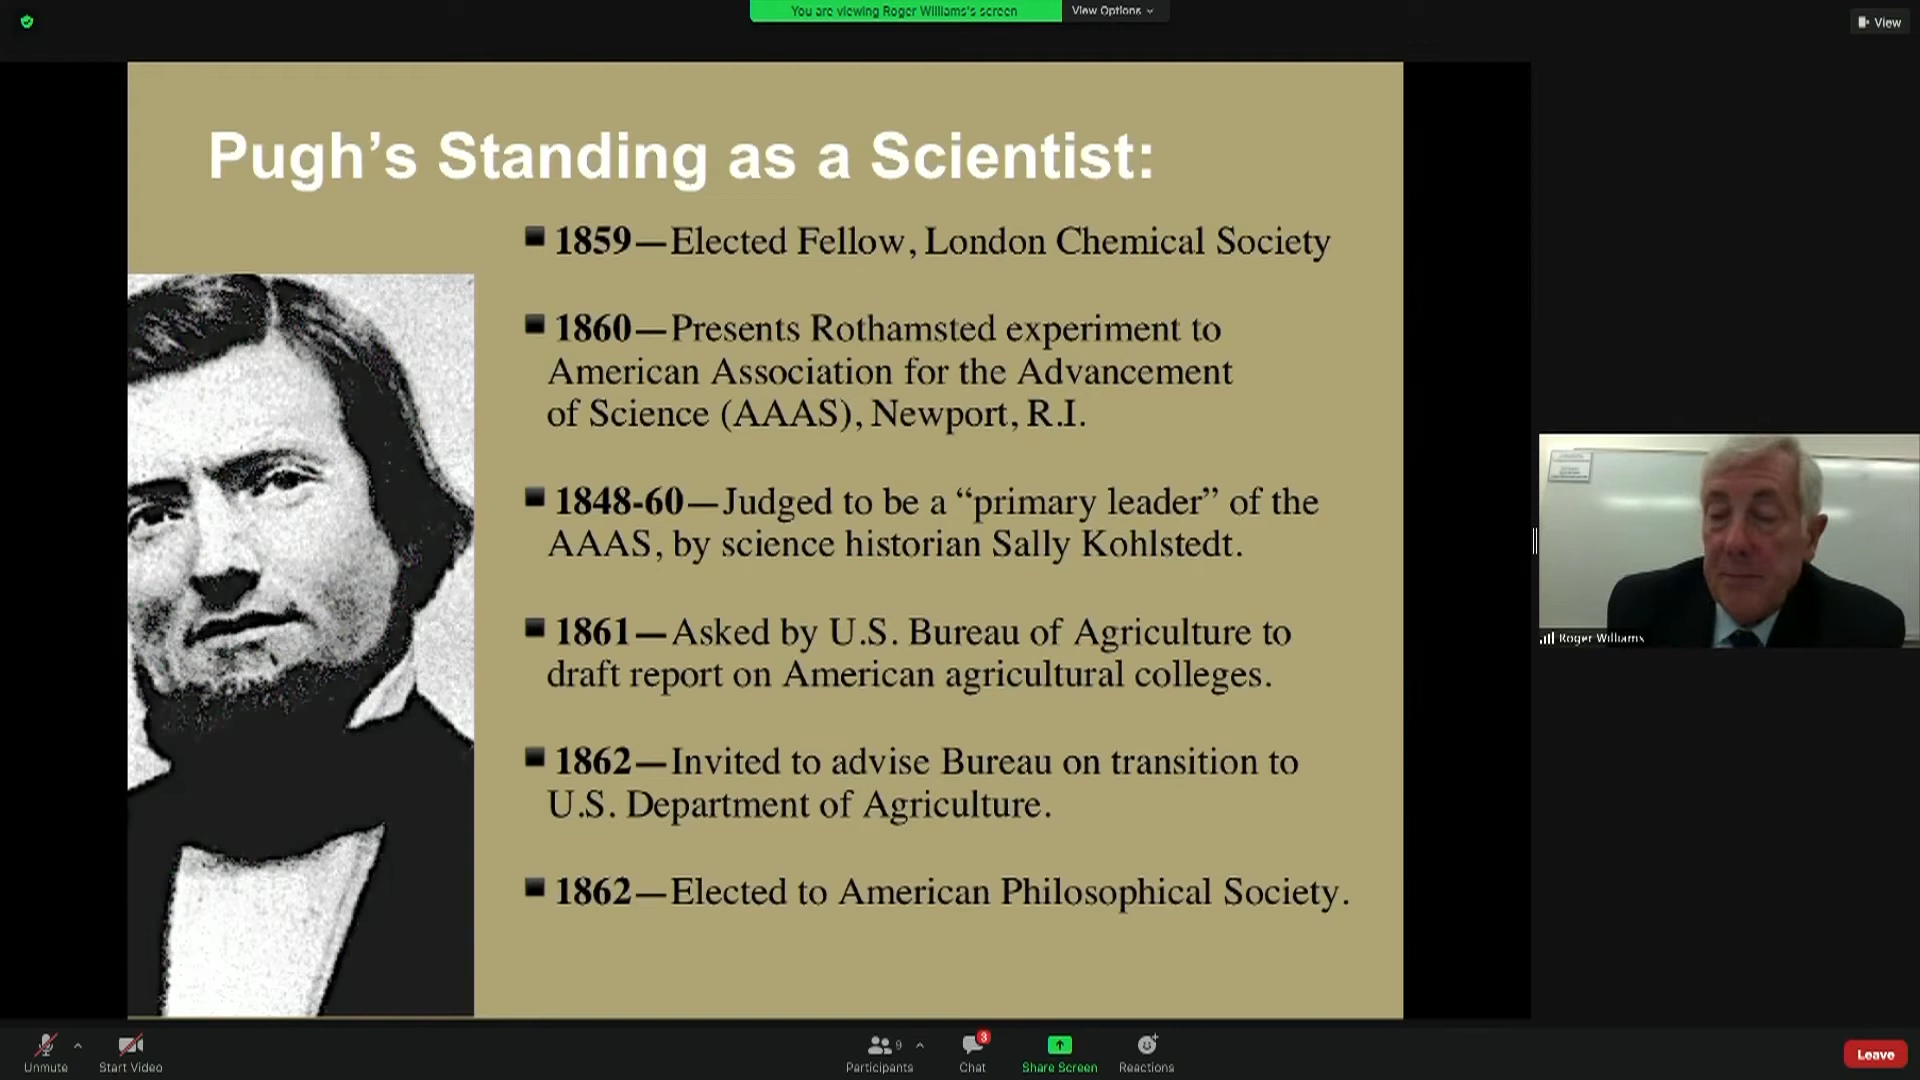 You are viewing Roger Williams's screen
View Options
View
Pugh’s Standing as a Scientist:
1859—Elected Fellow, London Chemical Society
1860—Presents Rothamsted experiment to
American Association for the Advancement
of Science (AAAS), Newport, R.I.
1848-60—Judged to be a “primary leader” of the
AAAS, by science historian Sally Kohlstedt.
1861—Asked by U.S. Bureau of Agriculture to
draft report on American agricultural colleges.
1862—Invited to advise Bureau on transition to
U.S. Department of Agriculture.
1862—Elected to American Philosophical Society.
Roger Williams
Unmute
Start Video
9
Participants
3
Chat
Share Screen
Reactions
Leave